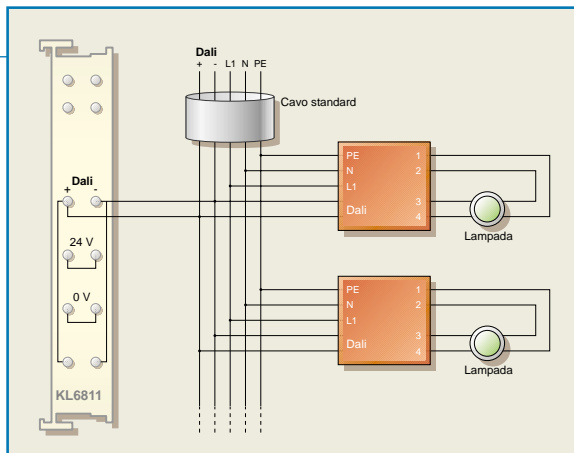 Dali
+ - L1 N PE
Cavo standard
Dali
+ -
24 V
0 V
KL6811
PE 1
N 2
L1
3
Dali 4
Lampada
PE 1
N 2
L1
3
Dali 4
Lampada